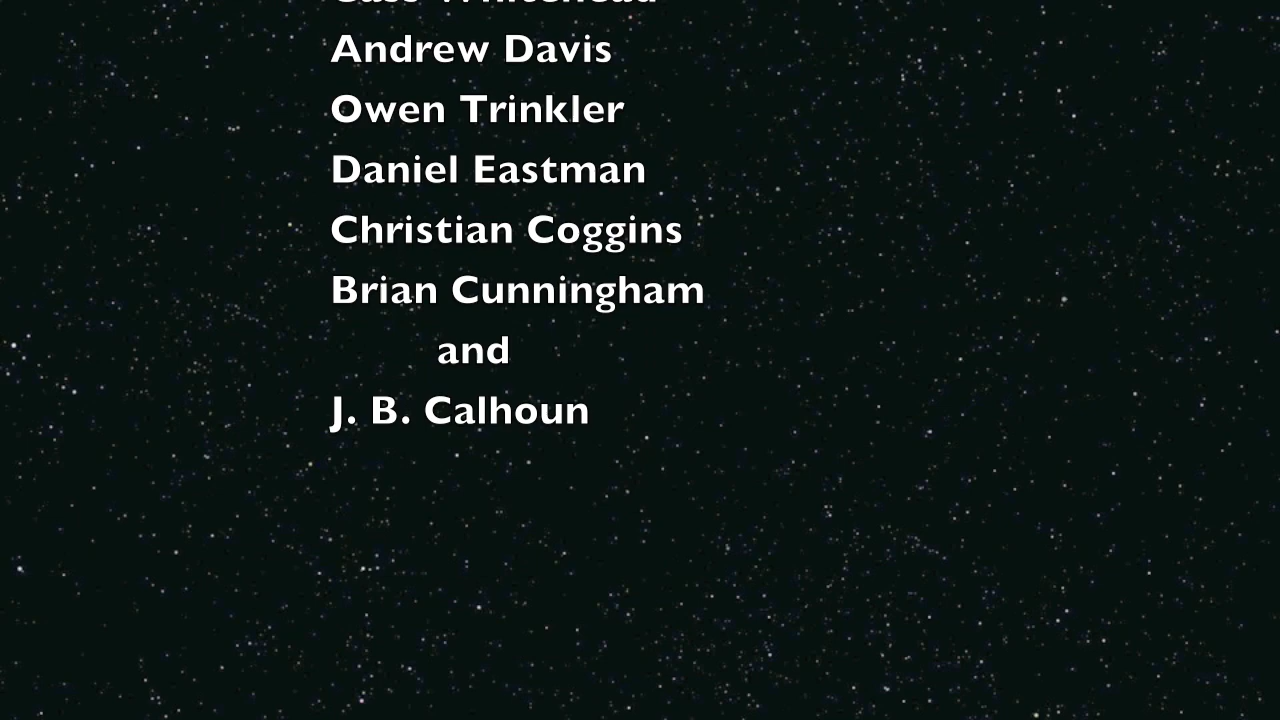 Andrew Davis
Owen Trinkler
Daniel Eastman
Christian Coggins
Brian Cunningham
and
J. B. Calhoun